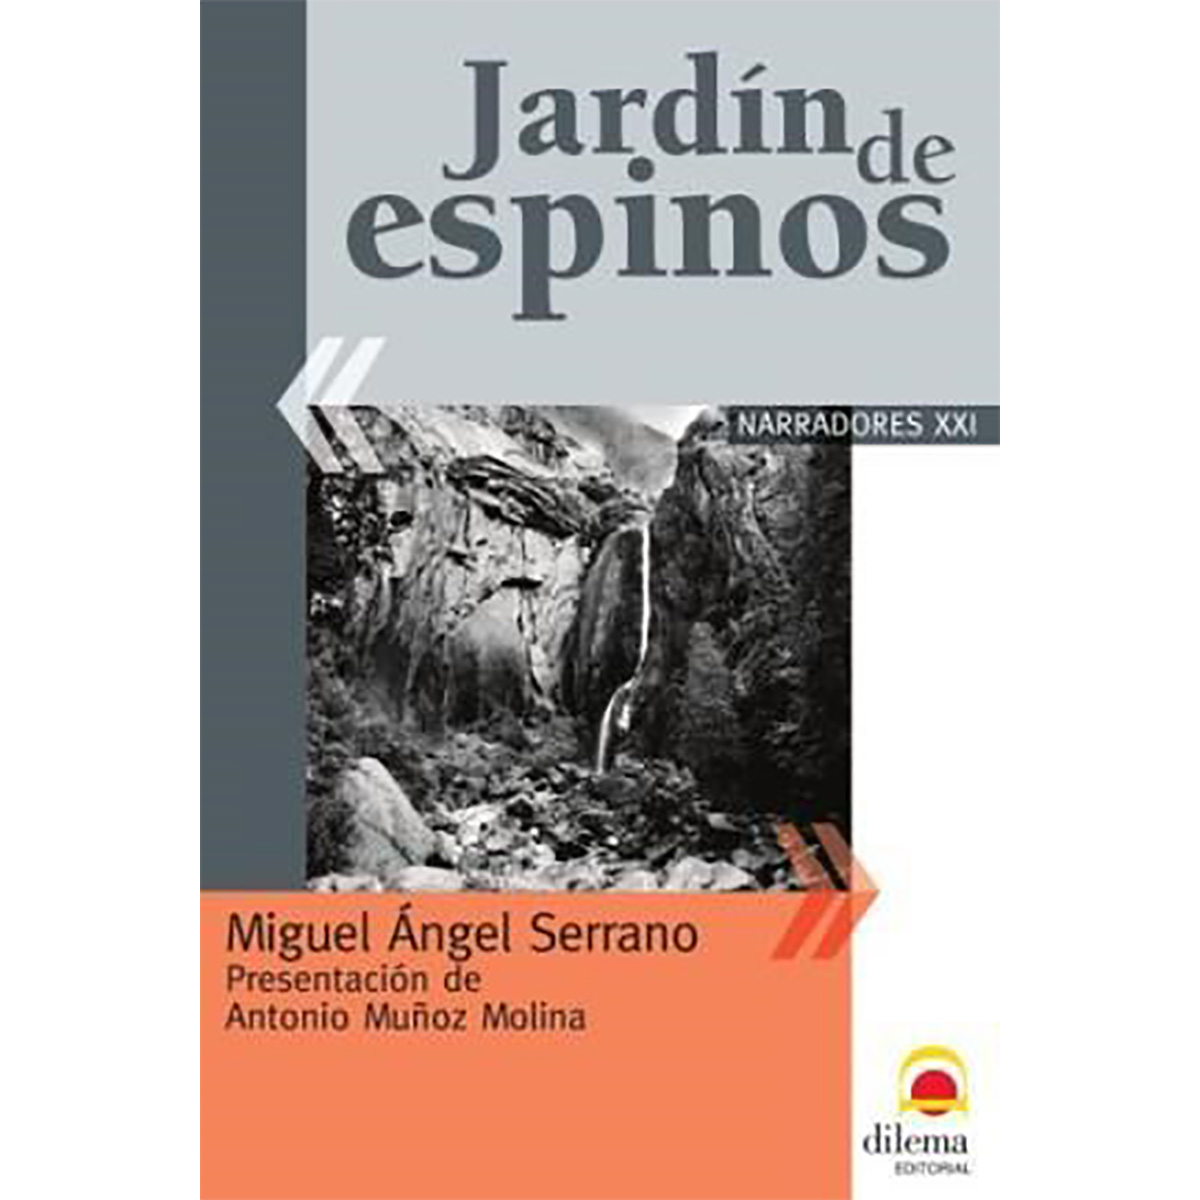 Jardín de
espinos
NARRADORES XXI
Miguel Ángel Serrano
Presentación de
Antonio Muñoz Molina
dilema
EDITORIAL